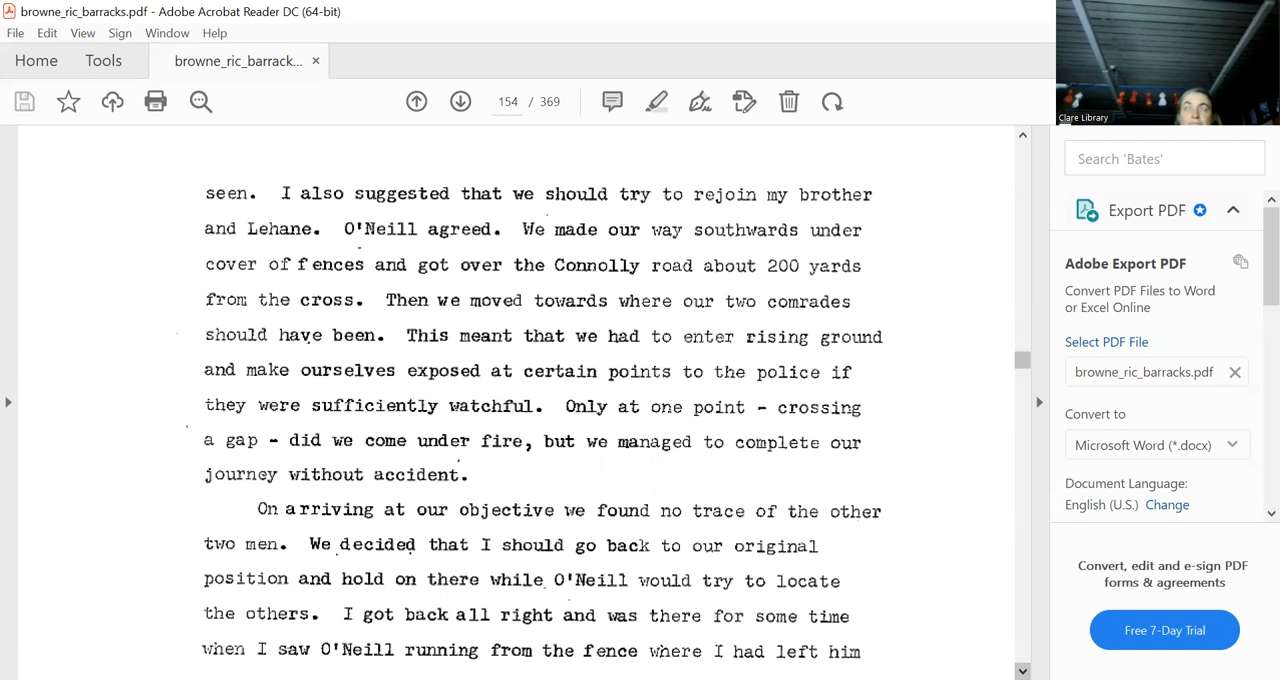 browne_ric_barracks.pdf - Adobe Acrobat Reader DC (64-bit)
File Edit View Sign Window Help
Home Tools browne_ric_barrack... ×
154 / 369
Clare Library
seen. I also suggested that we should try to rejoin my brother
and Lehane. O'Neill agreed. We made our way southwards under
cover of fences and got over the Connolly road about 200 yards
from the cross. Then we moved towards where our two comrades
should have been. This meant that we had to enter rising ground
and make ourselves exposed at certain points to the police if
they were sufficiently watchful. Only at one point - crossing
a gap - did we come under fire, but we managed to complete our
journey without accident.
On arriving at our objective we found no trace of the other
two men. We decided that I should go back to our original
position and hold on there while O'Neill would try to locate
the others. I got back all right and was there for some time
when I saw O'Neill running from the fence where I had left him
Search 'Bates'
Export PDF
Adobe Export PDF
Convert PDF Files to Word
or Excel Online
Select PDF File
browne_ric_barracks.pdf
Convert to
Microsoft Word (*.docx)
Document Language:
English (U.S.) Change
Convert, edit and e-sign PDF
forms & agreements
Free 7-Day Trial